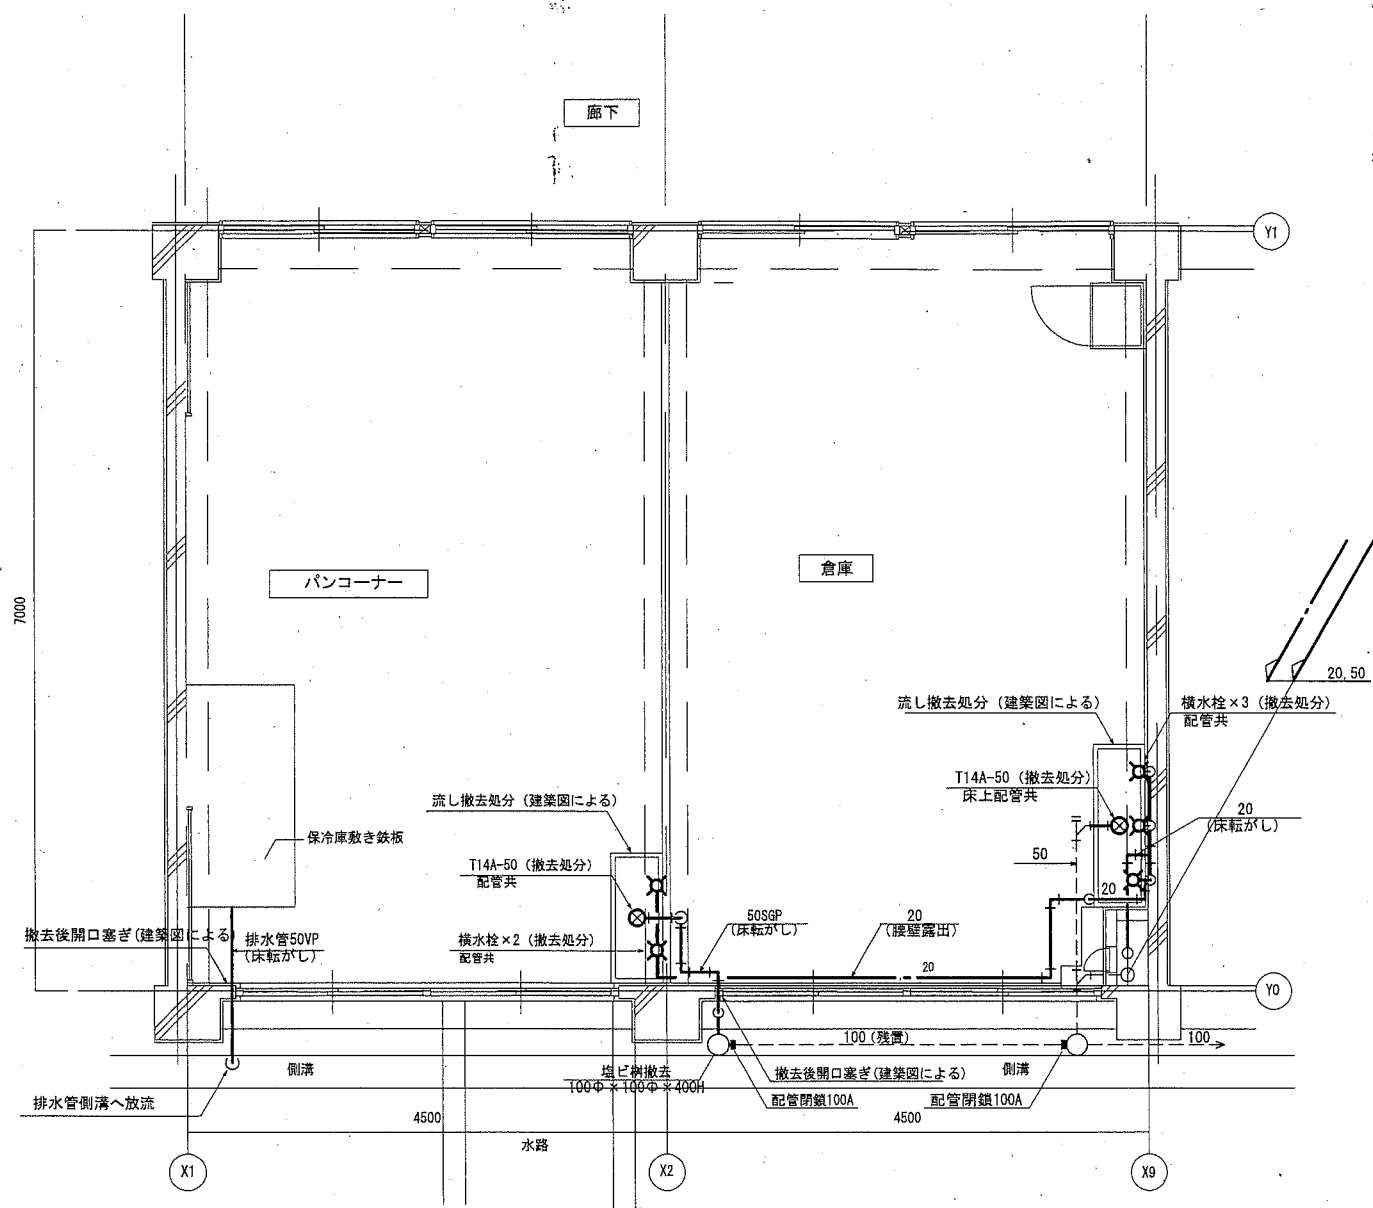 廊下
Y1
パンコーナー
倉庫
7000
20,50
流し撤去処分 (建築図による)
横水栓×3 (撤去処分)
配管共
T14A-50 (撤去処分)
床上配管共
20
(床転がし)
流し撤去処分 (建築図による)
保冷庫敷き鉄板
50
T14A-50 (撤去処分)
配管共
20
50SGP
(床転がし)
20
(腰壁露出)
撤去後開口塞ぎ(建築図による)
排水管50VP
(床転がし)
横水栓×2 (撤去処分)
配管共
20
Y0
100 (残置)
100
側溝
塩ビ桝撤去
100Φ×100Φ×400H
撤去後開口塞ぎ(建築図による)
側溝
排水管側溝へ放流
配管閉鎖100A
配管閉鎖100A
4500
4500
水路
X1
X2
X9